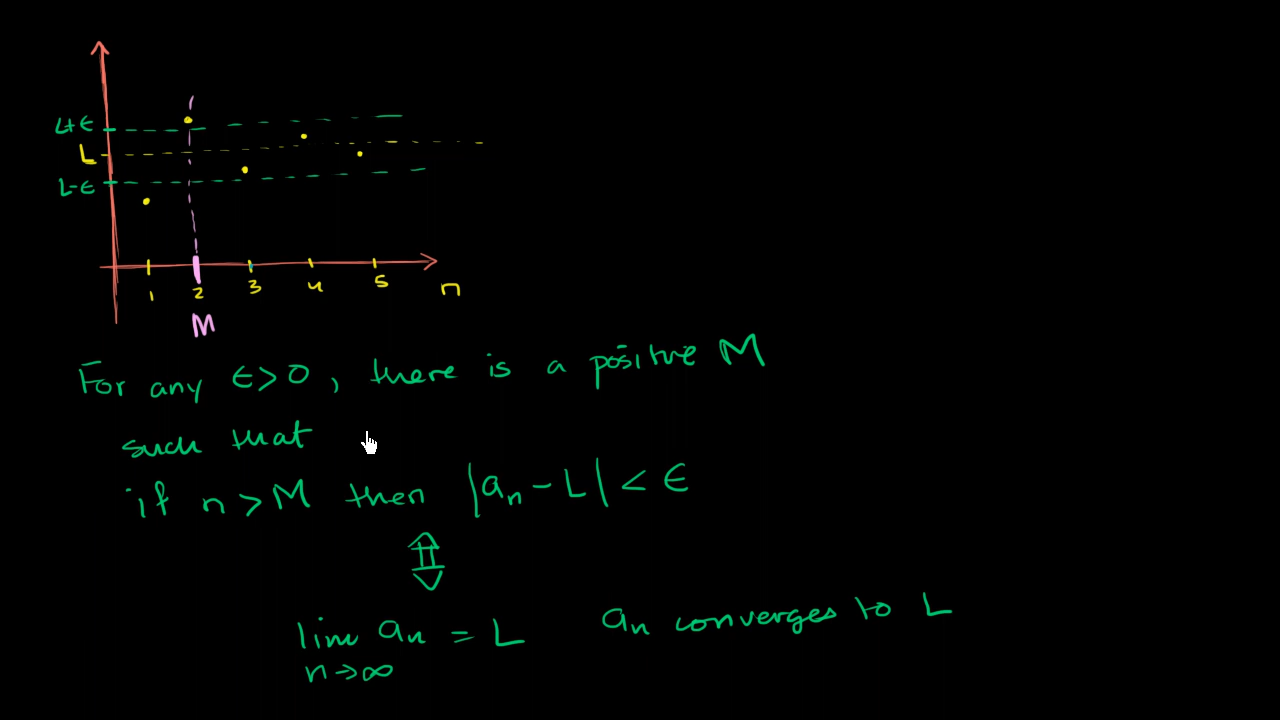 L+ϵ
L
L-ϵ
1 2 3 4 5 n
M
For any ϵ>0, there is a positive M
such that
if n>M then |aₙ-L|<ϵ
⇕
lim aₙ = L aₙ converges to L
n→∞